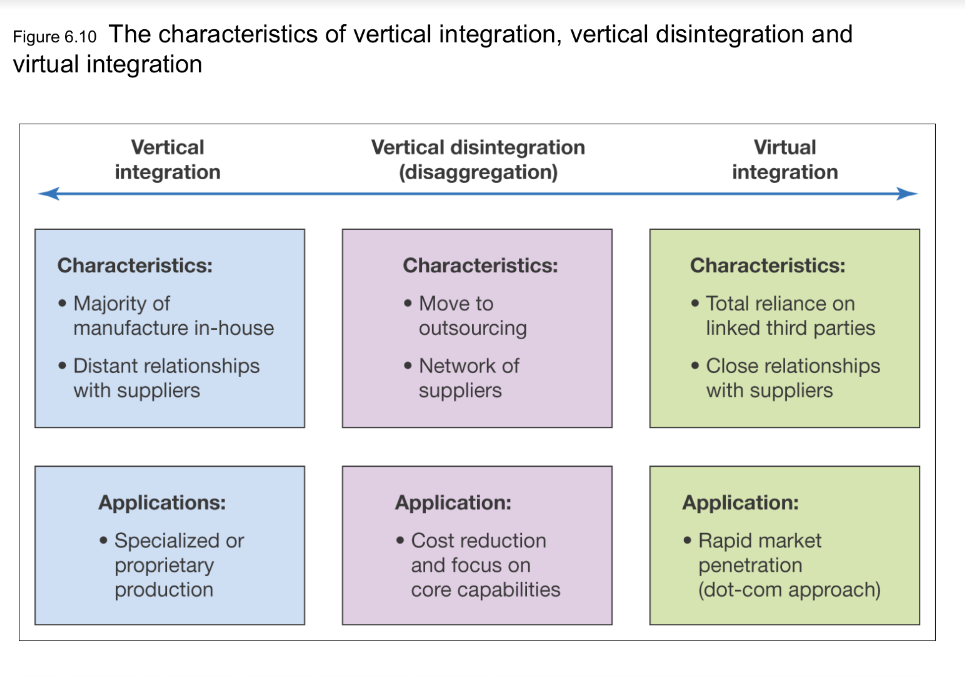 Figure 6.10 The characteristics of vertical integration, vertical disintegration and
virtual integration
Vertical
integration
Vertical disintegration
(disaggregation)
Virtual
integration
Characteristics:
• Majority of
manufacture in-house
• Distant relationships
with suppliers
Characteristics:
• Move to
outsourcing
• Network of
suppliers
Characteristics:
• Total reliance on
linked third parties
• Close relationships
with suppliers
Applications:
• Specialized or
proprietary
production
Application:
• Cost reduction
and focus on
core capabilities
Application:
• Rapid market
penetration
(dot-com approach)